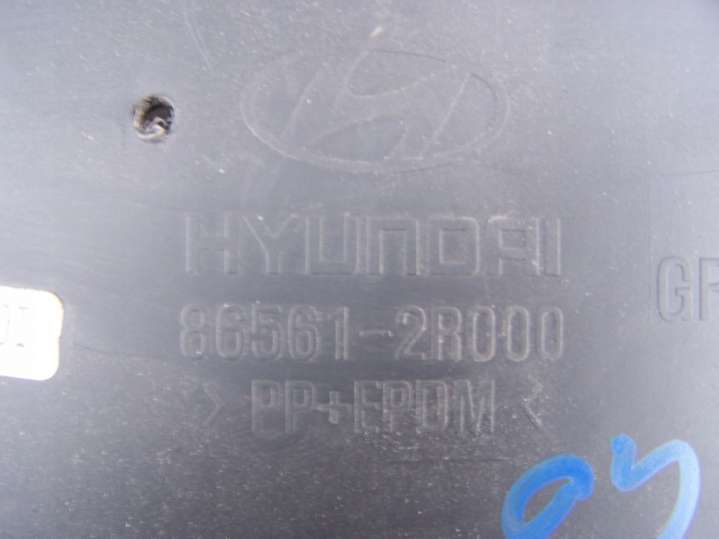 HYUNDAI
86561-2R000
> PP+EPDM <